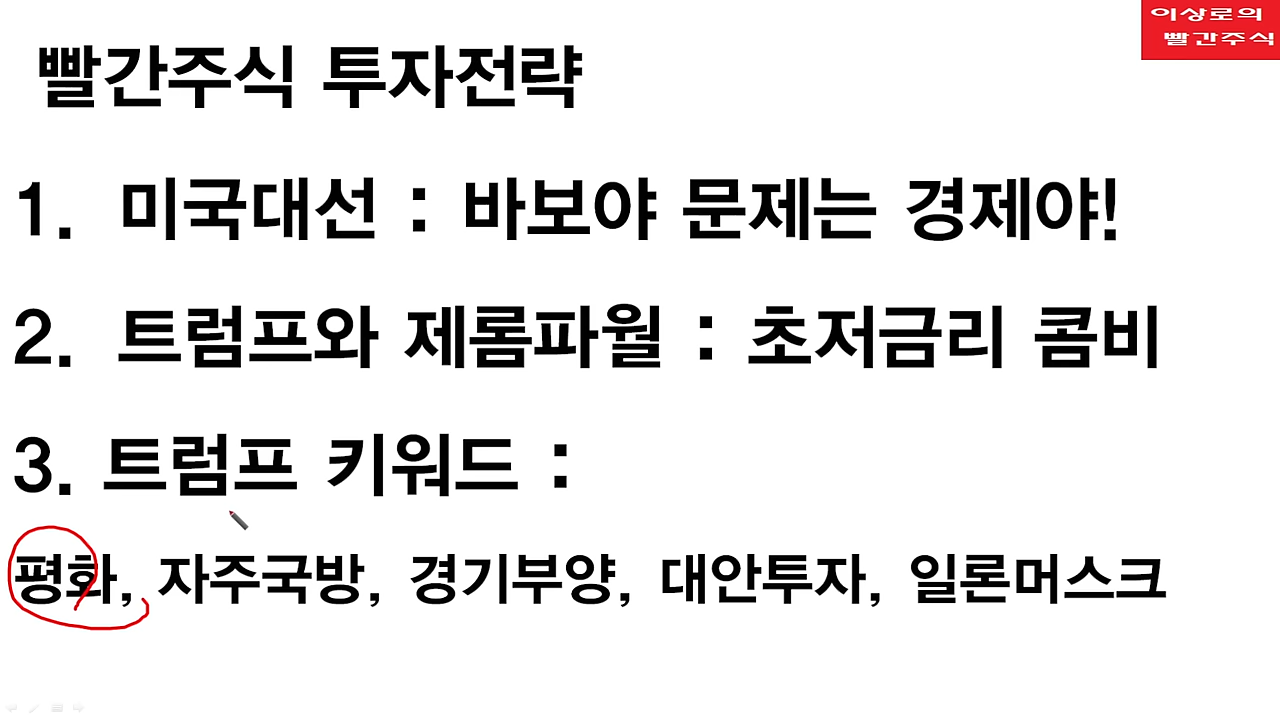 이상로의
빨간주식
빨간주식 투자전략
1. 미국대선 : 바보야 문제는 경제야!
2. 트럼프와 제롬파월 : 초저금리 콤비
3. 트럼프 키워드 :
평화, 자주국방, 경기부양, 대안투자, 일론머스크